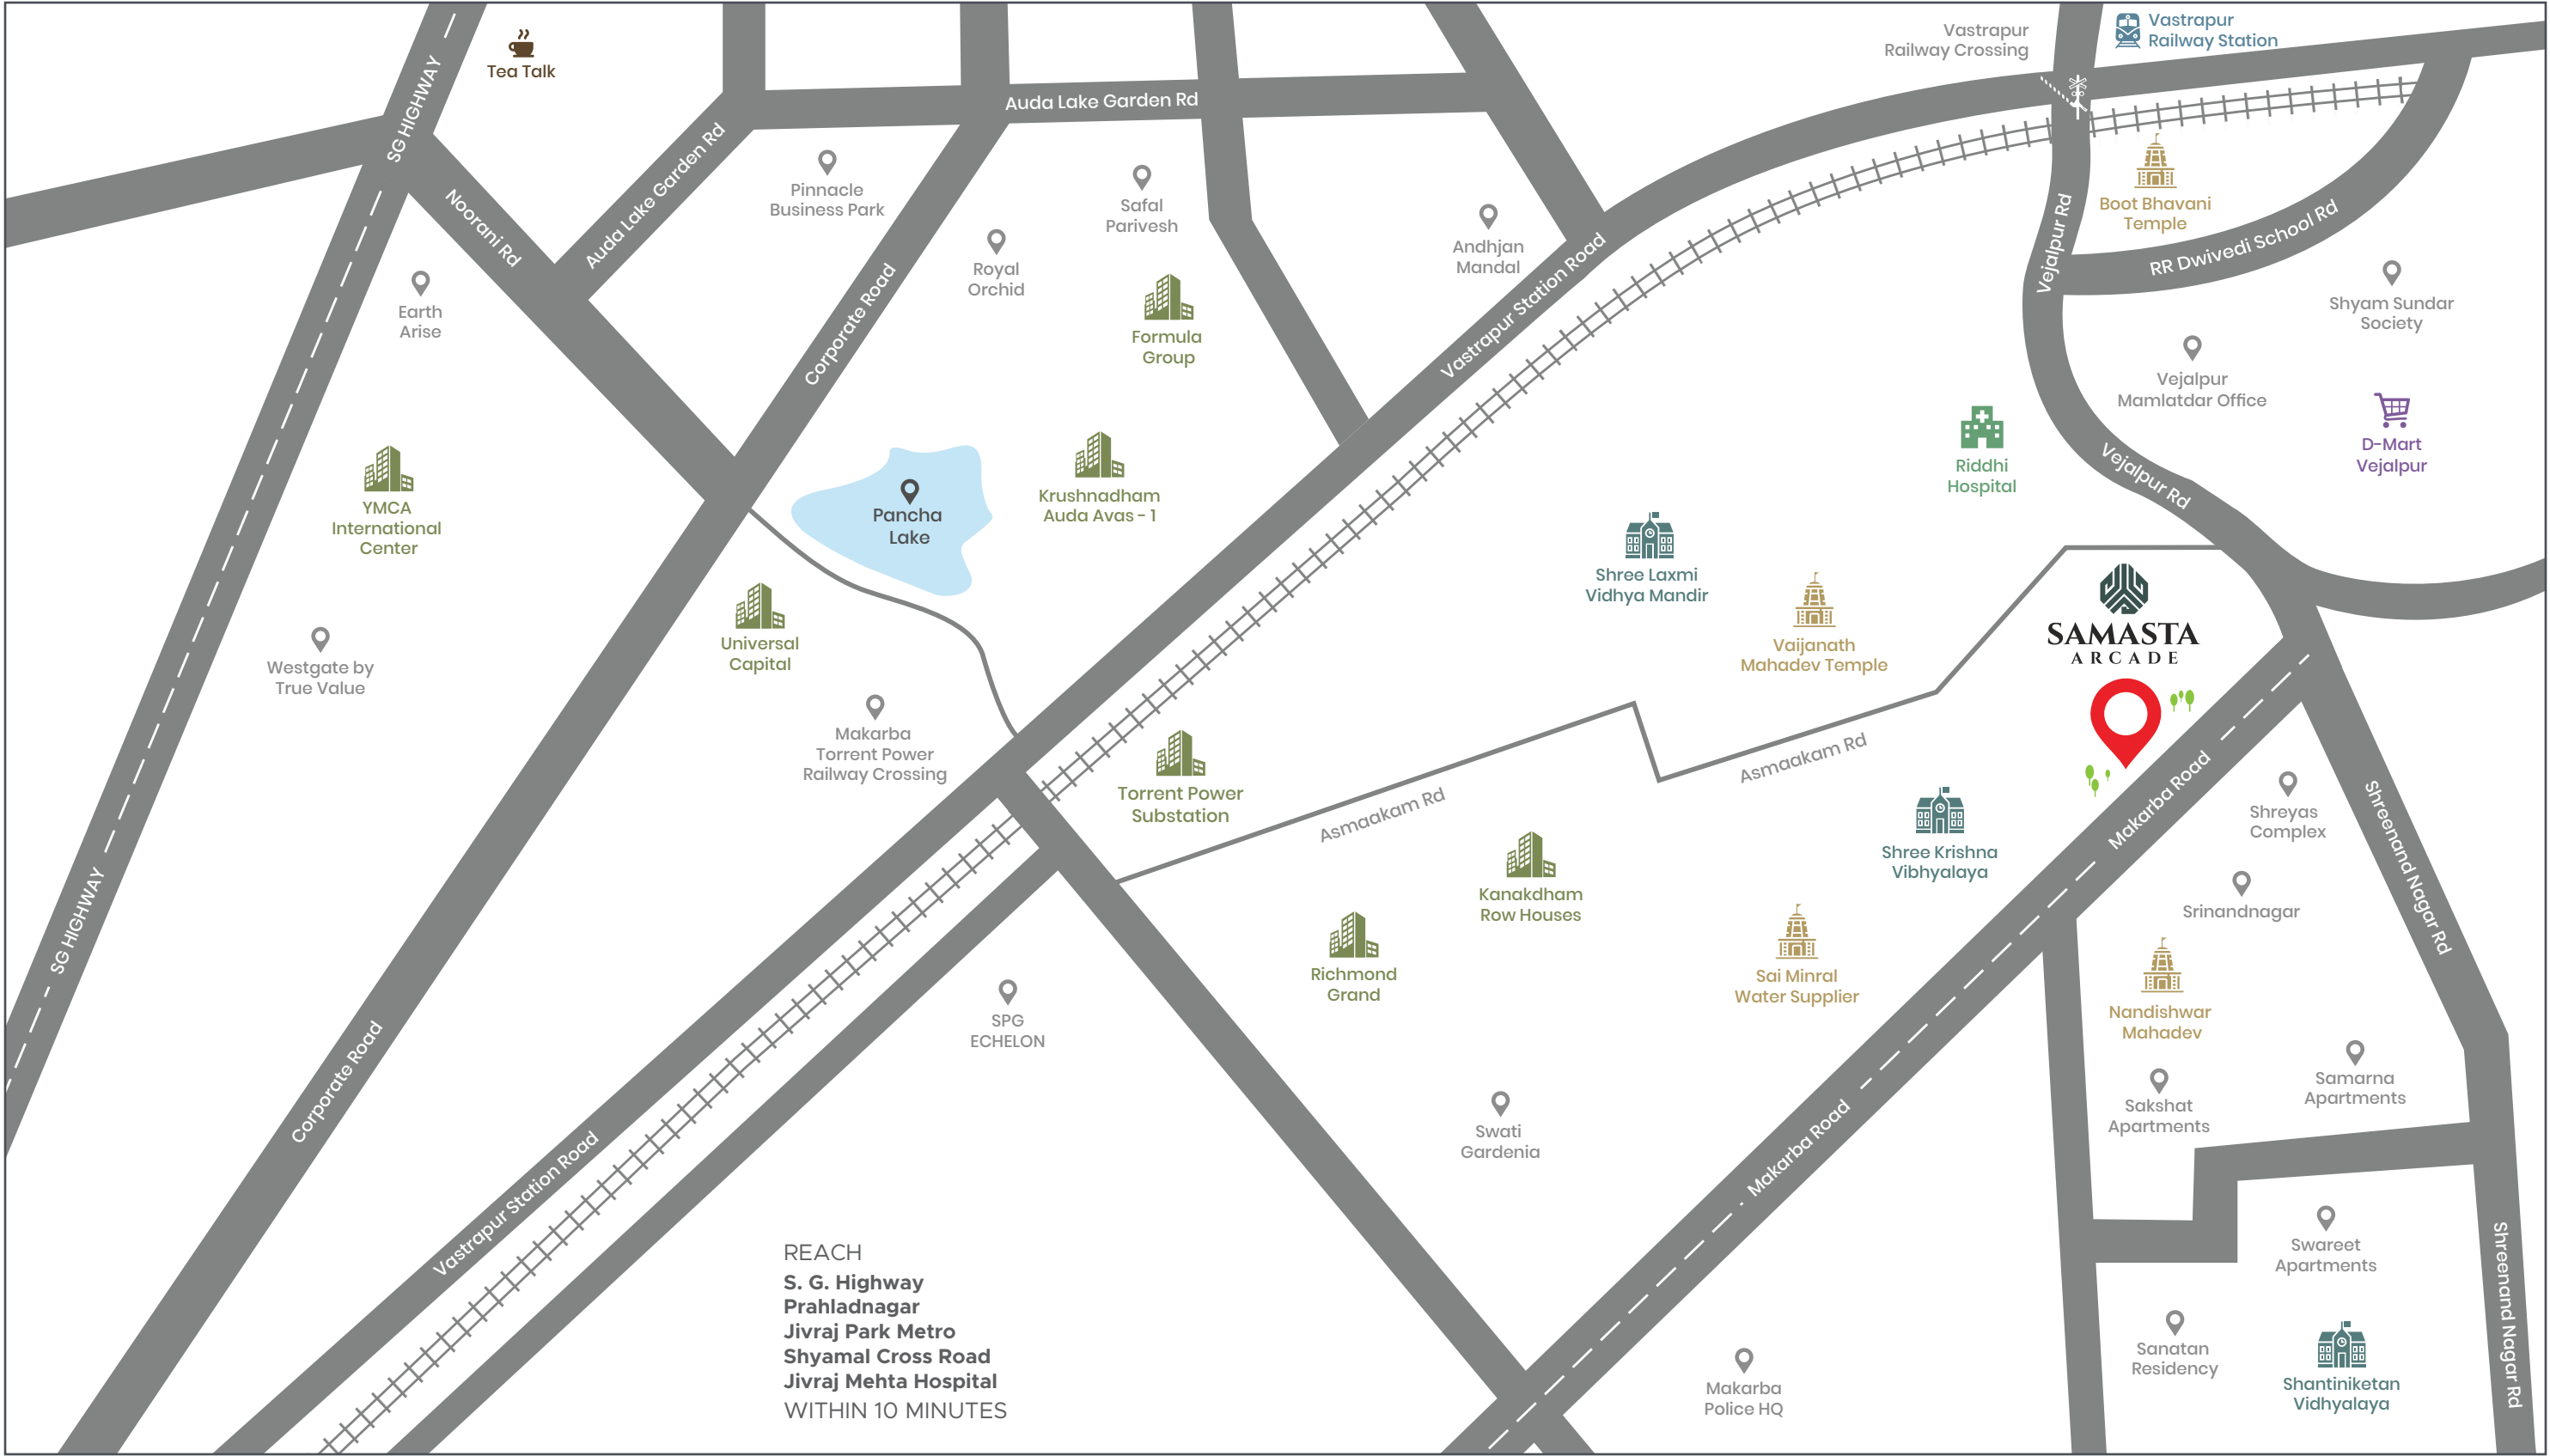 Tea Talk
Vastrapur
Railway Crossing
Vastrapur
Railway Station
SG HIGHWAY
Auda Lake Garden Rd
Auda Lake Garden Rd
Noorani Rd
Pinnacle
Business Park
Safal
Parivesh
Royal
Orchid
Andhjan
Mandal
Boot Bhavani
Temple
Vejalpur Rd
RR Dwivedi School Rd
Earth
Arise
Corporate Road
Formula
Group
Vastrapur Station Road
Shyam Sundar
Society
Vejalpur
Mamlatdar Office
D-Mart
Vejalpur
Riddhi
Hospital
Vejalpur Rd
YMCA
International
Center
Pancha
Lake
Krushnadham
Auda Avas - 1
Shree Laxmi
Vidhya Mandir
Universal
Capital
Vaijanath
Mahadev Temple
SAMASTA
ARCADE
Westgate by
True Value
Makarba
Torrent Power
Railway Crossing
Torrent Power
Substation
Asmaakam Rd
Asmaakam Rd
Makarba Road
Shreyas
Complex
Shreenand Nagar Rd
Shree Krishna
Vibhyalaya
Kanakdham
Row Houses
Srinandnagar
SG HIGHWAY
Richmond
Grand
Sai Minral
Water Supplier
Nandishwar
Mahadev
SPG
ECHELON
Corporate Road
Samarna
Apartments
Sakshat
Apartments
Swati
Gardenia
Makarba Road
Vastrapur Station Road
Swareet
Apartments
Shreenand Nagar Rd
REACH
S. G. Highway
Prahladnagar
Jivraj Park Metro
Shyamal Cross Road
Jivraj Mehta Hospital
WITHIN 10 MINUTES
Sanatan
Residency
Makarba
Police HQ
Shantiniketan
Vidhyalaya